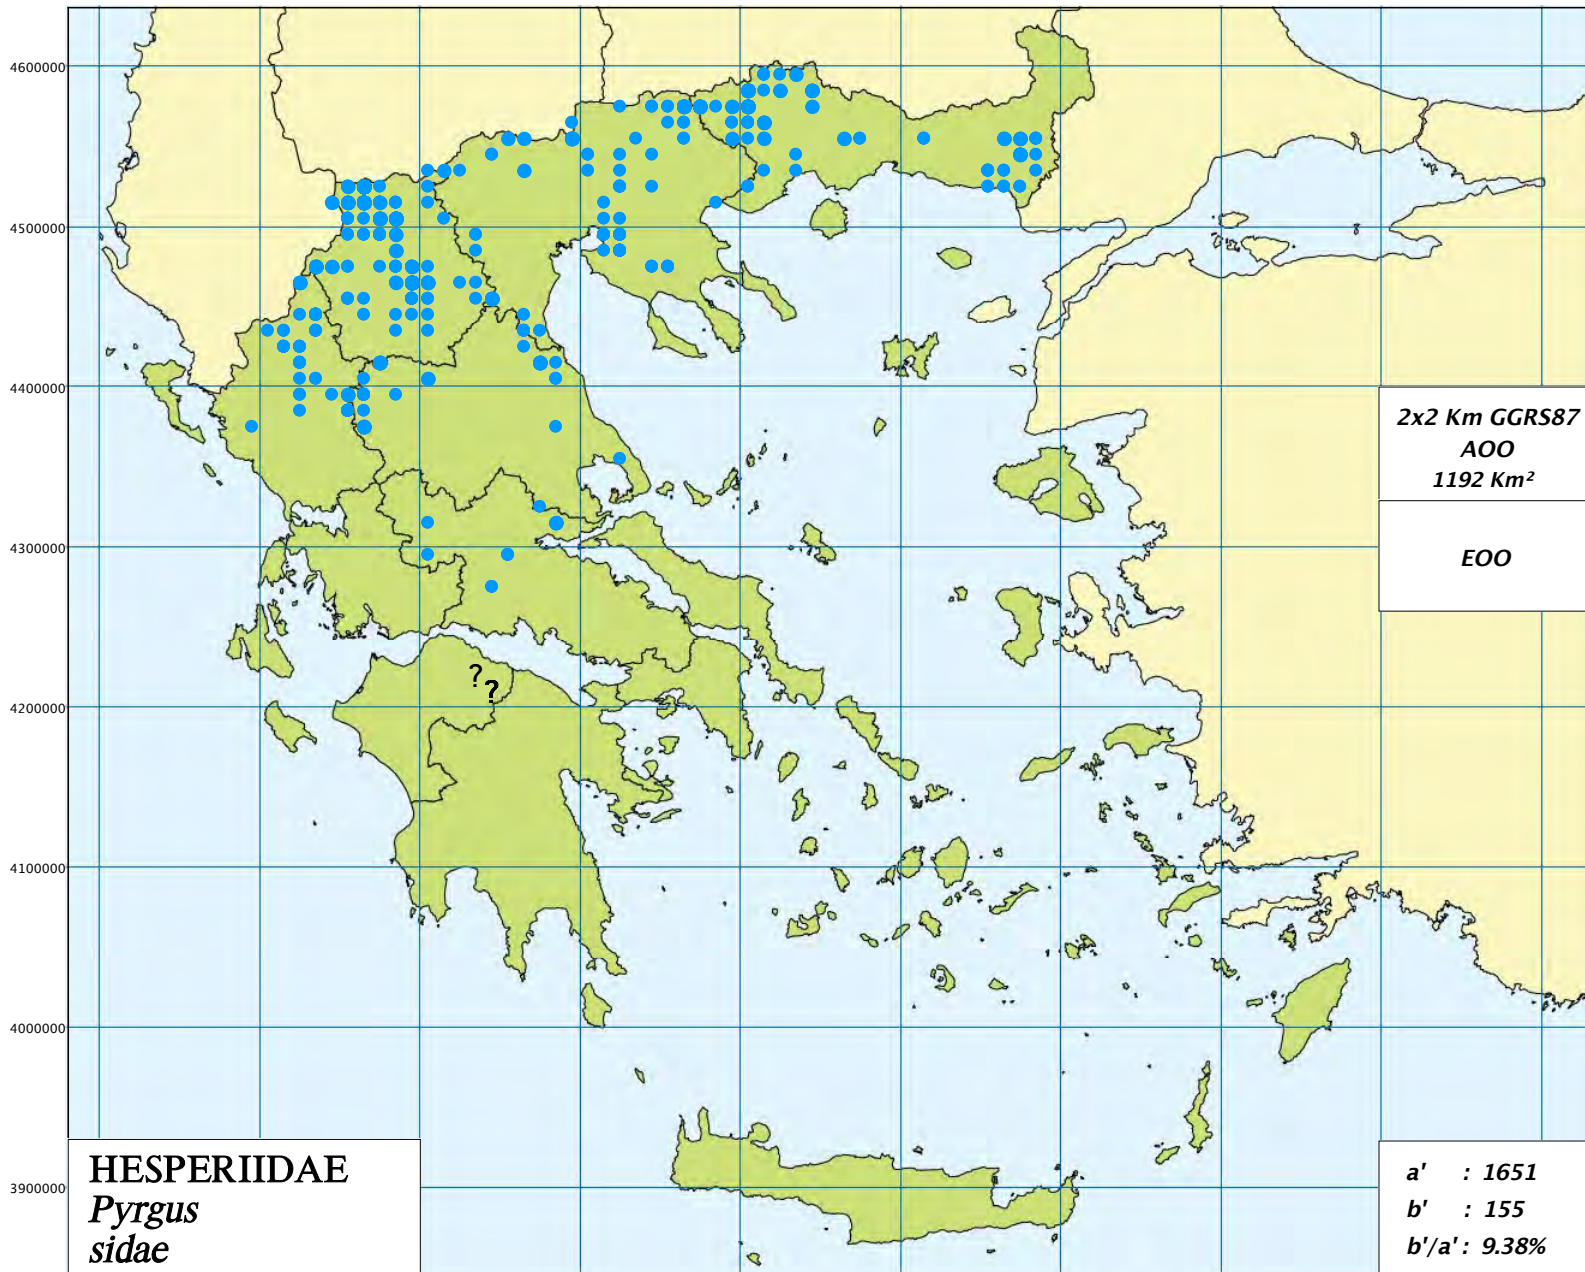 4600000
4500000
4400000
4300000
4200000
4100000
4000000
3900000
2x2 Km GGRS87
AOO
1192 Km²
EOO
?
?
HESPERIIDAE
Pyrgus
sidae
a' : 1651
b' : 155
b'/a' : 9.38%